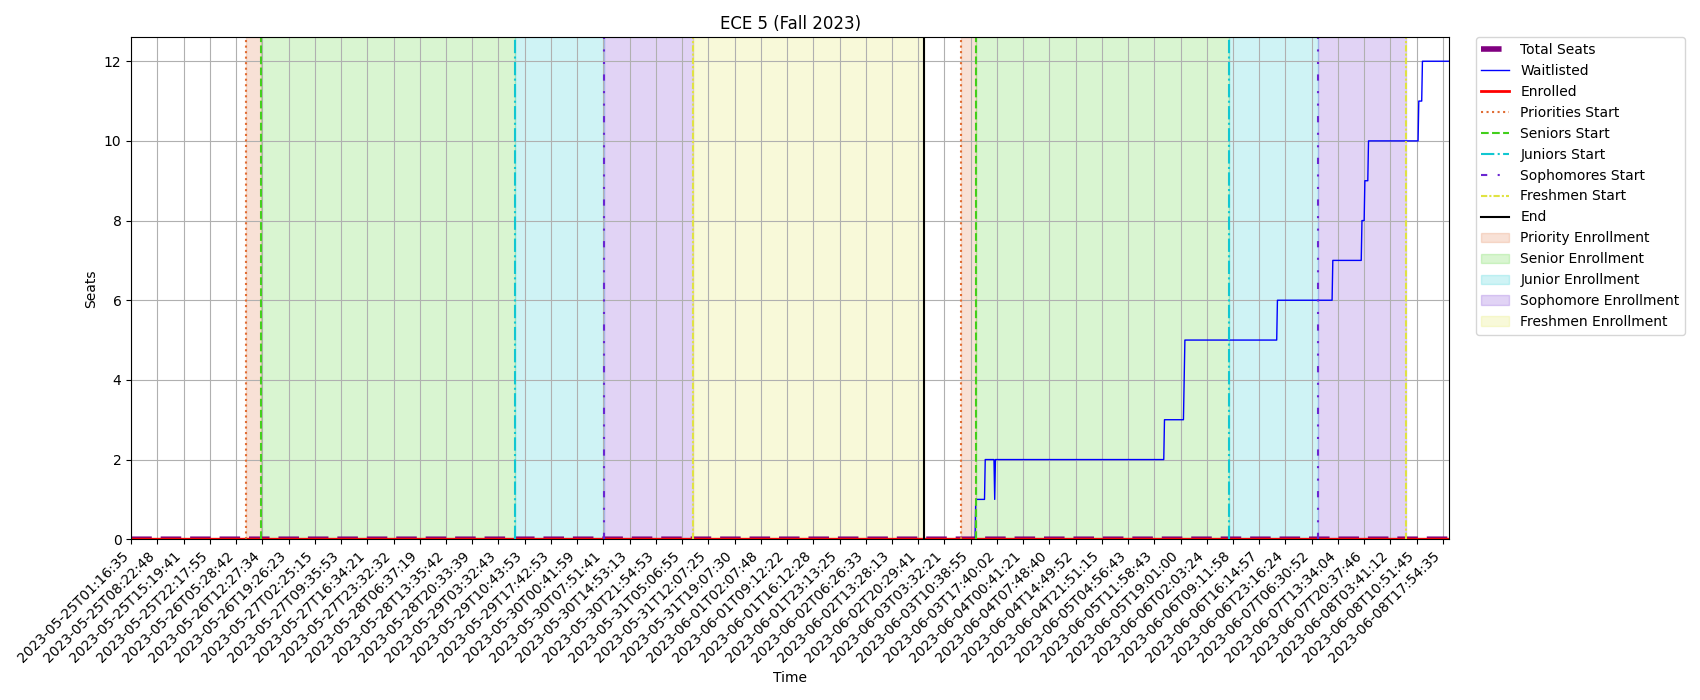 ECE 5 (Fall 2023)
Seats
12
10
8
6
4
2
0
2023-05-25T01:16:35
2023-05-25T08:22:48
2023-05-25T15:19:41
2023-05-25T22:17:55
2023-05-26T05:28:42
2023-05-26T12:27:34
2023-05-26T19:26:23
2023-05-27T02:25:15
2023-05-27T09:35:53
2023-05-27T16:34:21
2023-05-27T23:32:32
2023-05-28T06:37:19
2023-05-28T13:35:42
2023-05-28T20:33:39
2023-05-29T03:32:43
2023-05-29T10:43:53
2023-05-29T17:42:53
2023-05-30T00:41:59
2023-05-30T07:51:41
2023-05-30T14:53:13
2023-05-30T21:54:53
2023-05-31T05:06:55
2023-05-31T12:07:25
2023-05-31T19:07:30
2023-06-01T02:07:48
2023-06-01T09:12:22
2023-06-01T16:12:28
2023-06-01T23:13:25
2023-06-02T06:26:33
2023-06-02T13:28:13
2023-06-02T20:29:41
2023-06-03T03:32:21
2023-06-03T10:38:55
2023-06-03T17:40:02
2023-06-04T00:41:21
2023-06-04T07:48:40
2023-06-04T14:49:52
2023-06-04T21:51:15
2023-06-05T04:56:43
2023-06-05T11:58:43
2023-06-05T19:01:00
2023-06-06T02:03:24
2023-06-06T09:11:58
2023-06-06T16:14:57
2023-06-06T23:16:24
2023-06-07T06:30:52
2023-06-07T13:34:04
2023-06-07T20:37:46
2023-06-08T03:41:12
2023-06-08T10:51:45
2023-06-08T17:54:35
Time
Total Seats
Waitlisted
Enrolled
Priorities Start
Seniors Start
Juniors Start
Sophomores Start
Freshmen Start
End
Priority Enrollment
Senior Enrollment
Junior Enrollment
Sophomore Enrollment
Freshmen Enrollment